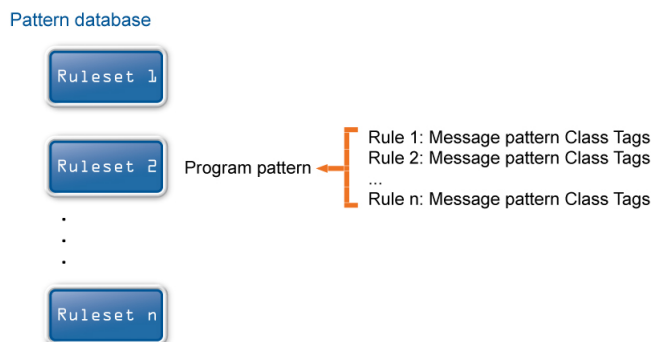 Pattern database
Ruleset 1
Ruleset 2
Program pattern
Rule 1: Message pattern Class Tags
Rule 2: Message pattern Class Tags
...
Rule n: Message pattern Class Tags
.
.
.
Ruleset n